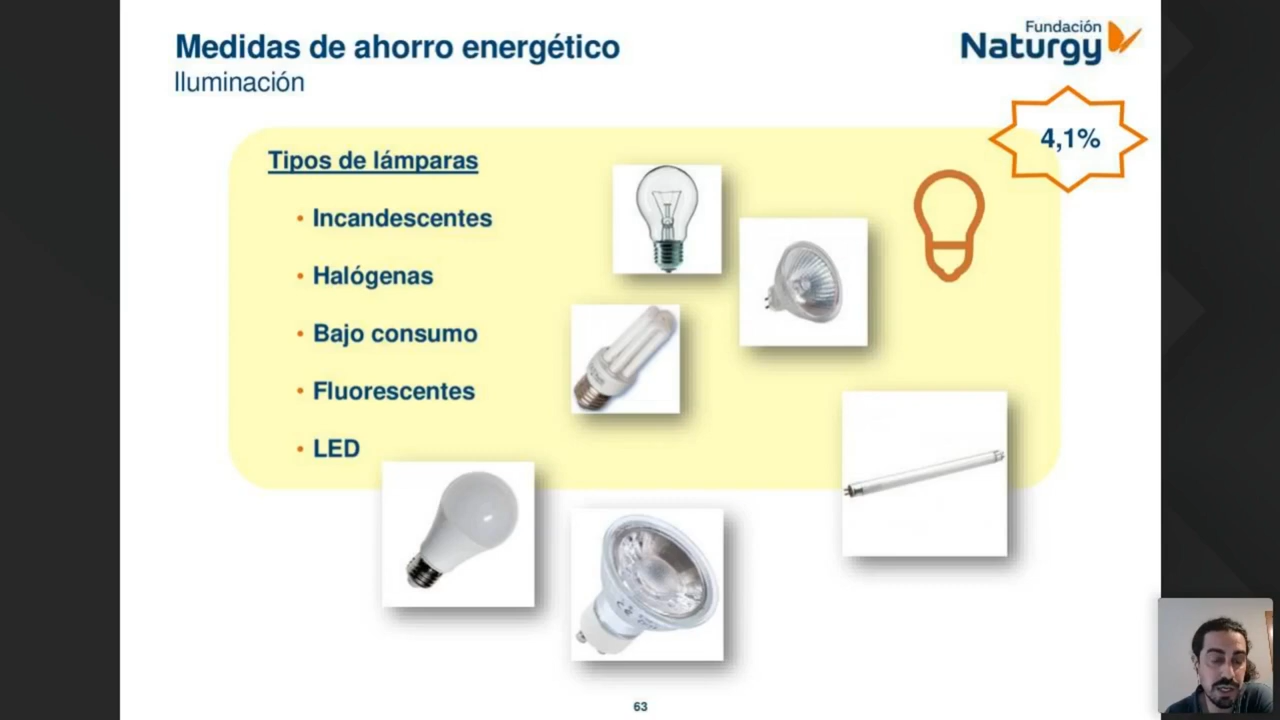 Medidas de ahorro energético
Iluminación
Fundación
Naturgy
4,1%
Tipos de lámparas
• Incandescentes
• Halógenas
• Bajo consumo
• Fluorescentes
• LED
63